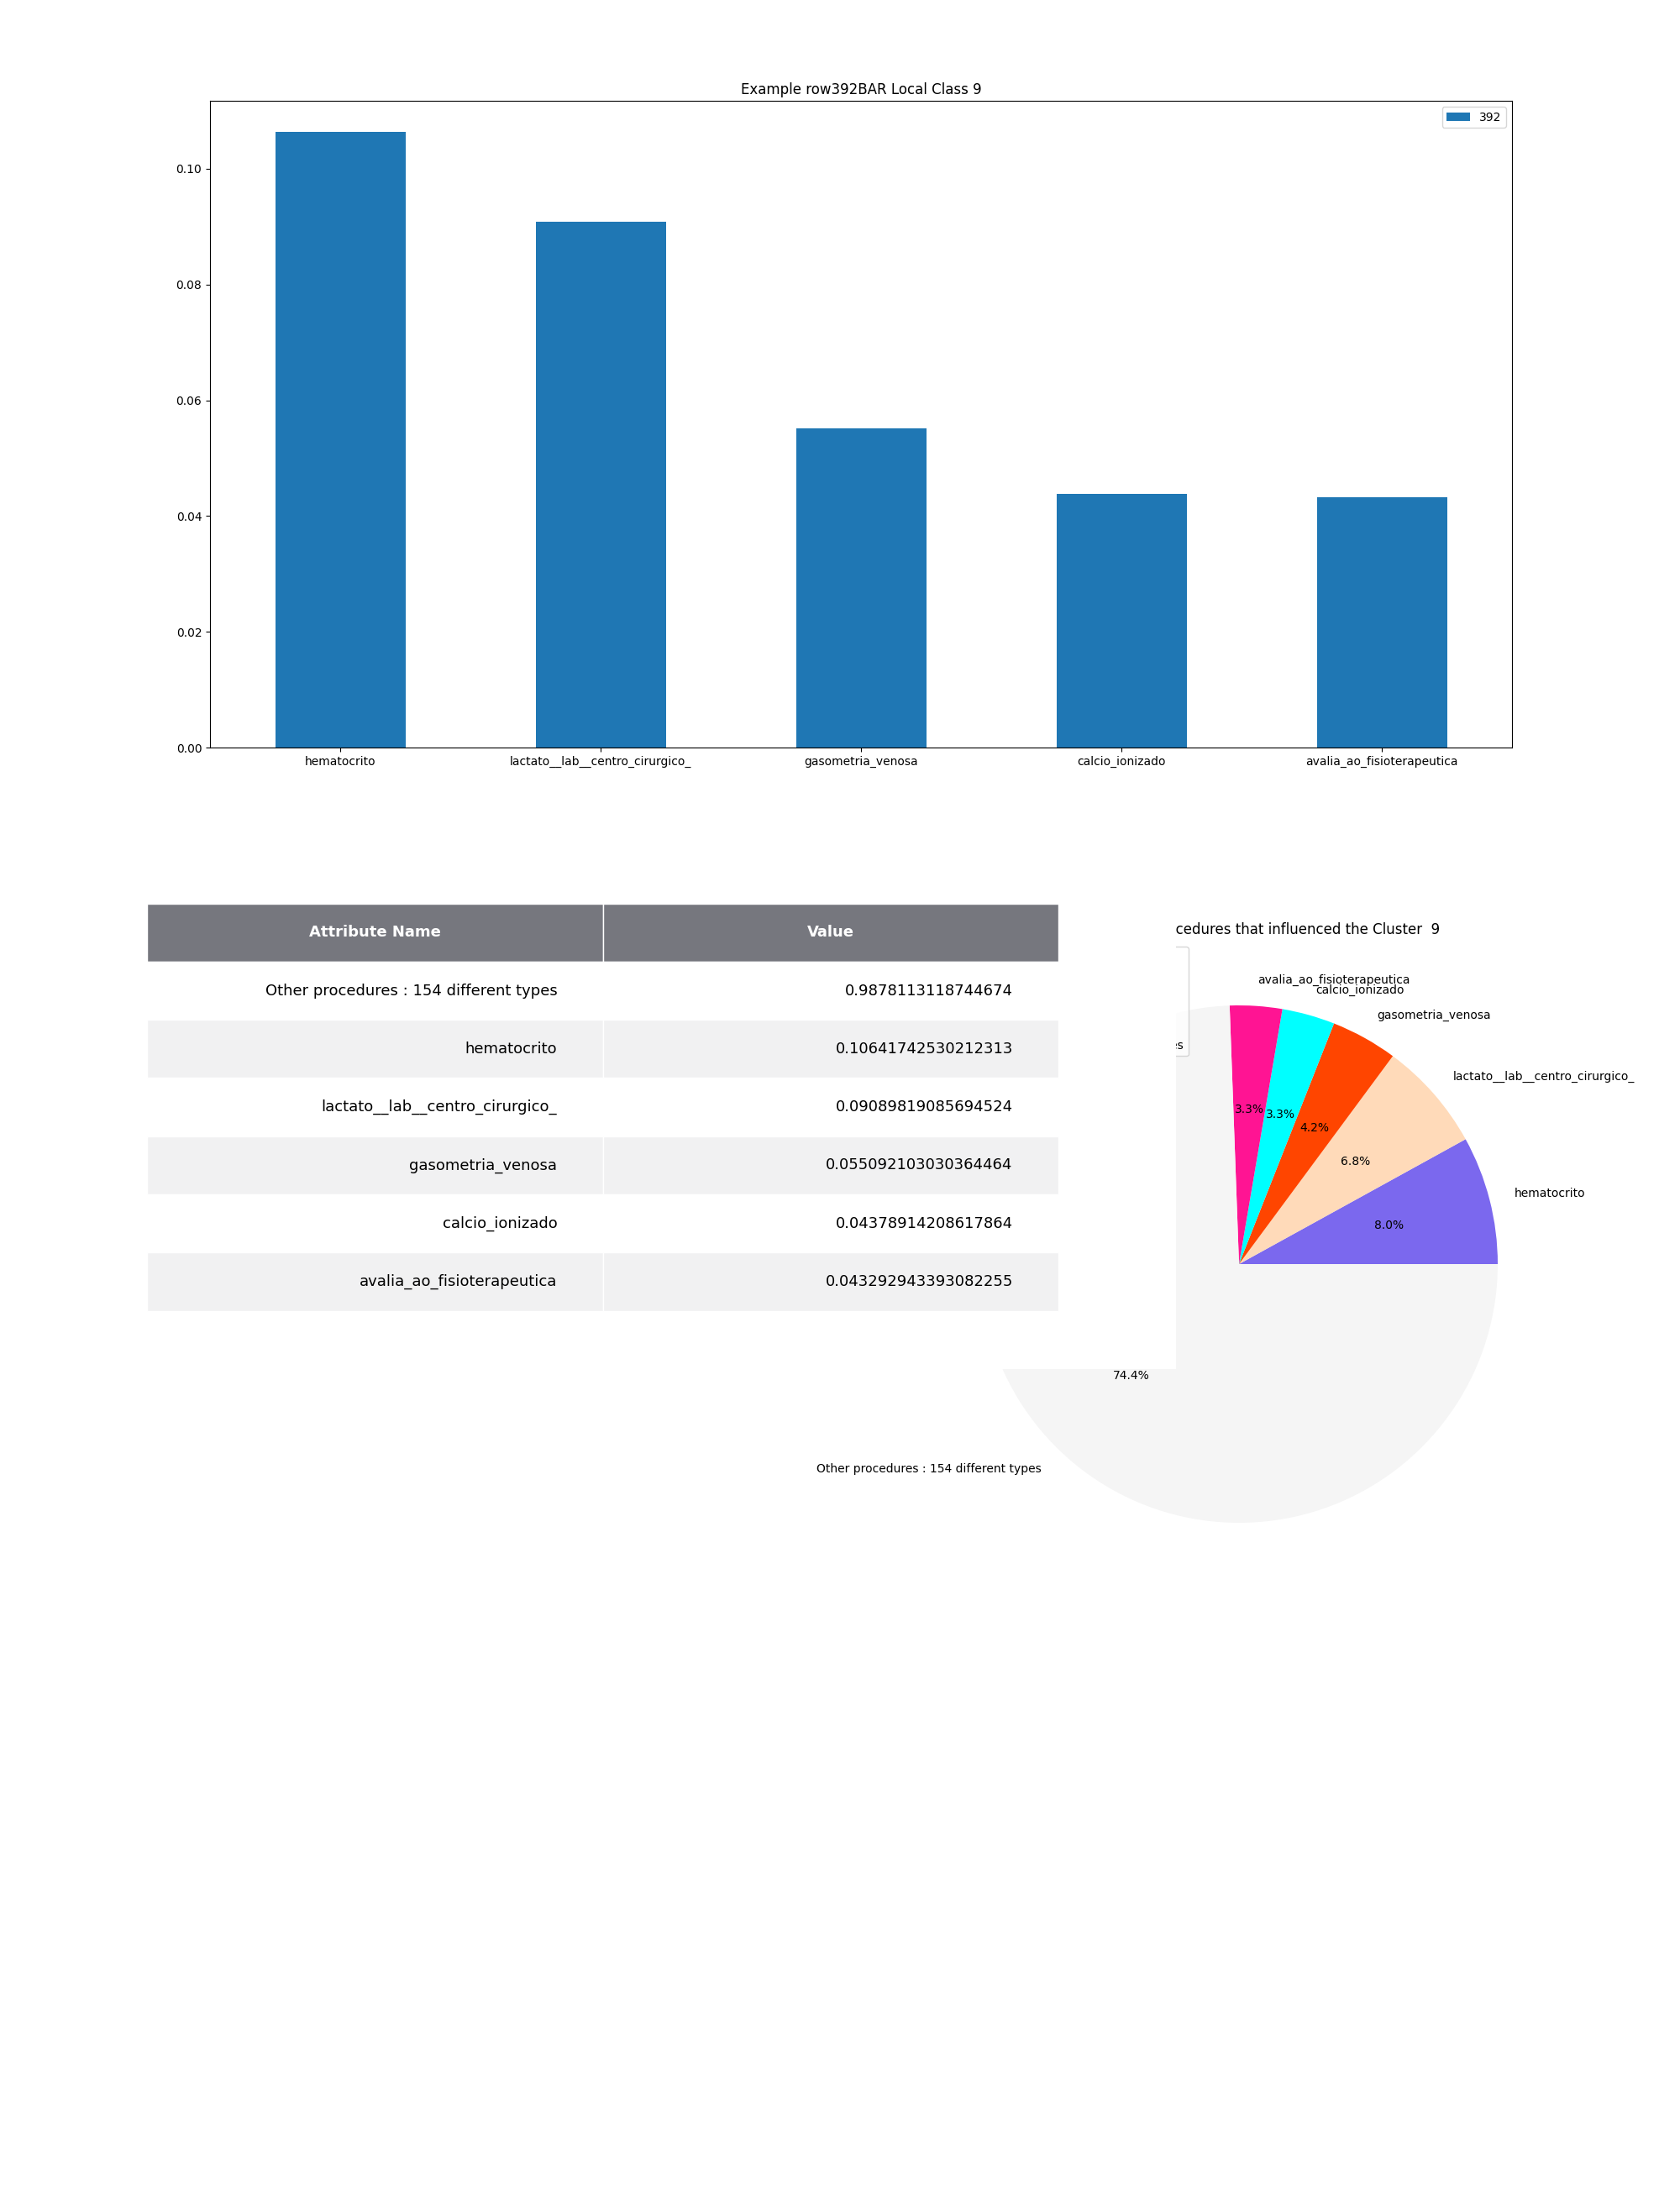 Example row392BAR Local Class 9
392
0.10
0.08
0.06
0.04
0.02
0.00
hematocrito
lactato__lab__centro_cirurgico_
gasometria_venosa
calcio_ionizado
avalia_ao_fisioterapeutica
Attribute Name Value
Other procedures : 154 different types 0.9878113118744674
hematocrito 0.10641742530212313
lactato__lab__centro_cirurgico_ 0.09089819085694524
gasometria_venosa 0.055092103030364464
calcio_ionizado 0.04378914208617864
avalia_ao_fisioterapeutica 0.043292943393082255
cedures that influenced the Cluster 9
avalia_ao_fisioterapeutica
calcio_ionizado
gasometria_venosa
lactato__lab__centro_cirurgico_
hematocrito
3.3%
3.3%
4.2%
6.8%
8.0%
74.4%
Other procedures : 154 different types